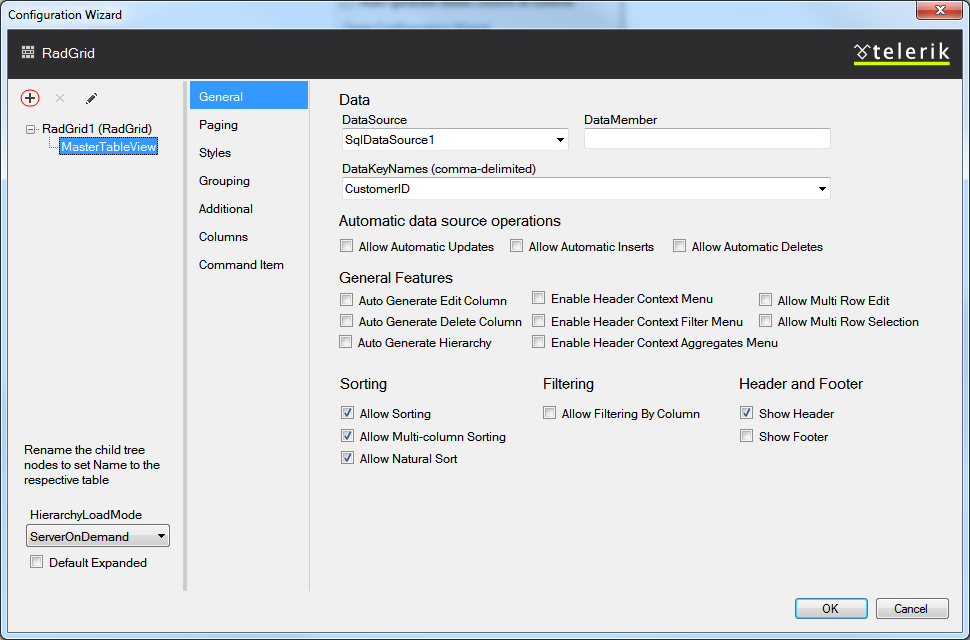 Configuration Wizard
RadGrid
telerik
RadGrid1 (RadGrid)
MasterTableView
Rename the child tree
nodes to set Name to the
respective table
HierarchyLoadMode
ServerOnDemand
Default Expanded
General
Paging
Styles
Grouping
Additional
Columns
Command Item
Data
DataSource DataMember
SqlDataSource1
DataKeyNames (comma-delimited)
CustomerID
Automatic data source operations
Allow Automatic Updates Allow Automatic Inserts Allow Automatic Deletes
General Features
Auto Generate Edit Column Enable Header Context Menu Allow Multi Row Edit
Auto Generate Delete Column Enable Header Context Filter Menu Allow Multi Row Selection
Auto Generate Hierarchy Enable Header Context Aggregates Menu
Sorting Filtering Header and Footer
Allow Sorting Allow Filtering By Column Show Header
Allow Multi-column Sorting Show Footer
Allow Natural Sort
OK Cancel